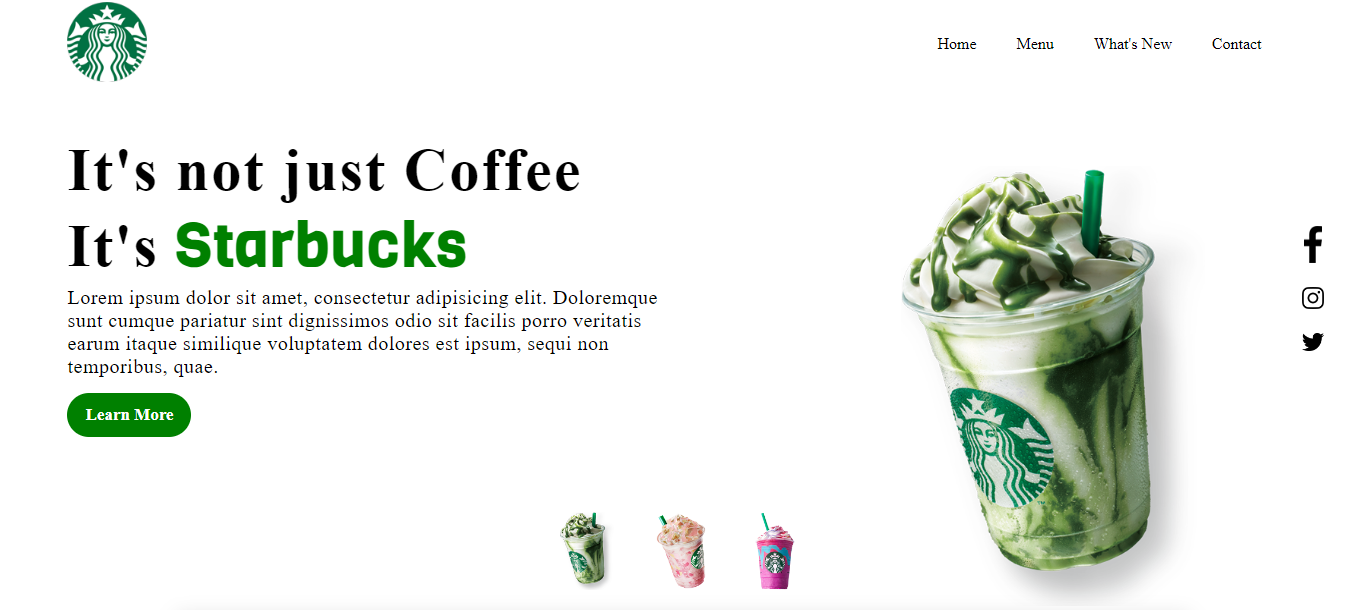 Home
Menu
What's New
Contact
It's not just Coffee
It's Starbucks
Lorem ipsum dolor sit amet, consectetur adipisicing elit. Doloremque
sunt cumque pariatur sint dignissimos odio sit facilis porro veritatis
earum itaque similique voluptatem dolores est ipsum, sequi non
temporibus, quae.
Learn More